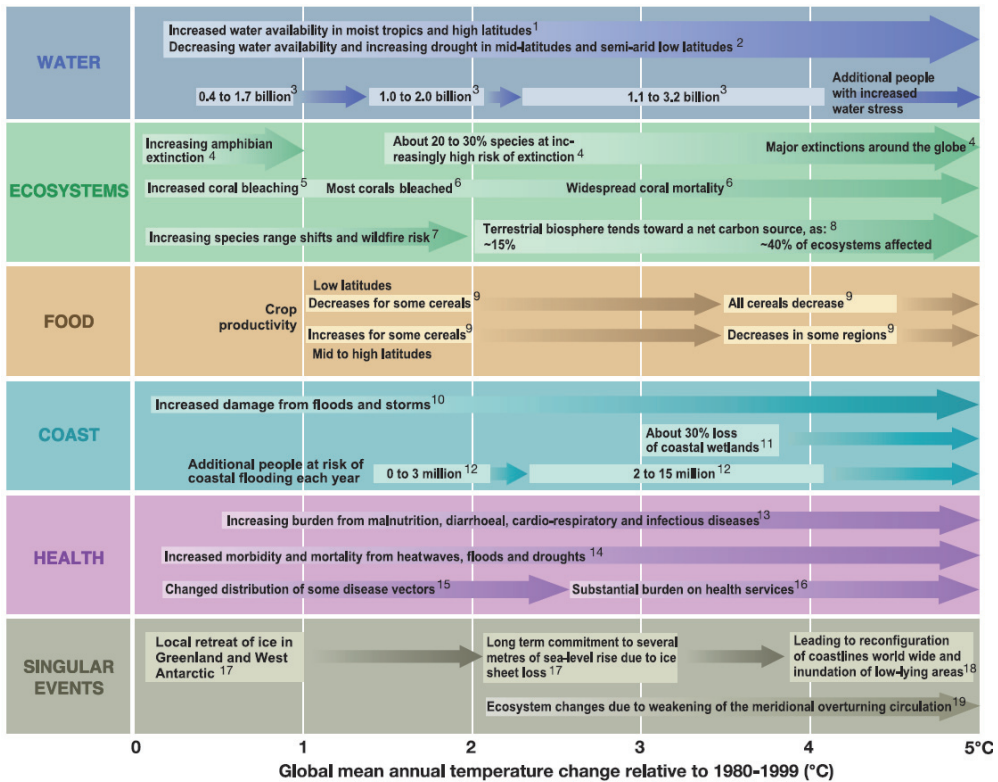 WATER
Increased water availability in moist tropics and high latitudes1
Decreasing water availability and increasing drought in mid-latitudes and semi-arid low latitudes 2
0.4 to 1.7 billion3
1.0 to 2.0 billion3
1.1 to 3.2 billion3
Additional people
with increased
water stress
ECOSYSTEMS
Increasing amphibian
extinction 4
About 20 to 30% species at inc-
reasingly high risk of extinction 4
Major extinctions around the globe 4
Increased coral bleaching5
Most corals bleached6
Widespread coral mortality6
Increasing species range shifts and wildfire risk7
Terrestrial biosphere tends toward a net carbon source, as: 8
~15%
~40% of ecosystems affected
FOOD
Crop
productivity
Low latitudes
Decreases for some cereals9
All cereals decrease 9
Increases for some cereals9
Decreases in some regions9
Mid to high latitudes
COAST
Increased damage from floods and storms10
About 30% loss
of coastal wetlands11
Additional people at risk of
coastal flooding each year
0 to 3 million12
2 to 15 million12
HEALTH
Increasing burden from malnutrition, diarrhoeal, cardio-respiratory and infectious diseases13
Increased morbidity and mortality from heatwaves, floods and droughts 14
Changed distribution of some disease vectors15
Substantial burden on health services16
SINGULAR
EVENTS
Local retreat of ice in
Greenland and West
Antarctic 17
Long term commitment to several
metres of sea-level rise due to ice
sheet loss17
Leading to reconfiguration
of coastlines world wide and
inundation of low-lying areas18
Ecosystem changes due to weakening of the meridional overturning circulation19
0 1 2 3 4 5°C
Global mean annual temperature change relative to 1980-1999 (°C)